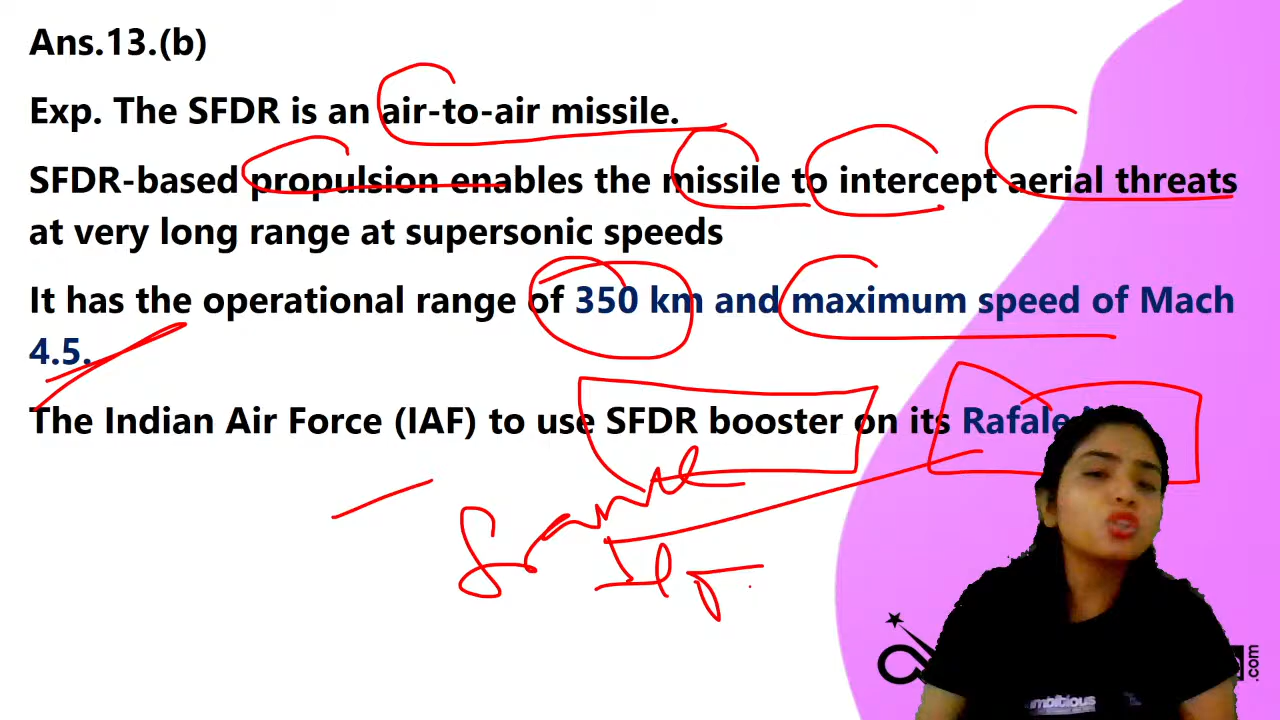 Ans.13.(b)
Exp. The SFDR is an air-to-air missile.
SFDR-based propulsion enables the missile to intercept aerial threats
at very long range at supersonic speeds
It has the operational range of 350 km and maximum speed of Mach
4.5.
The Indian Air Force (IAF) to use SFDR booster on its Rafale
.com